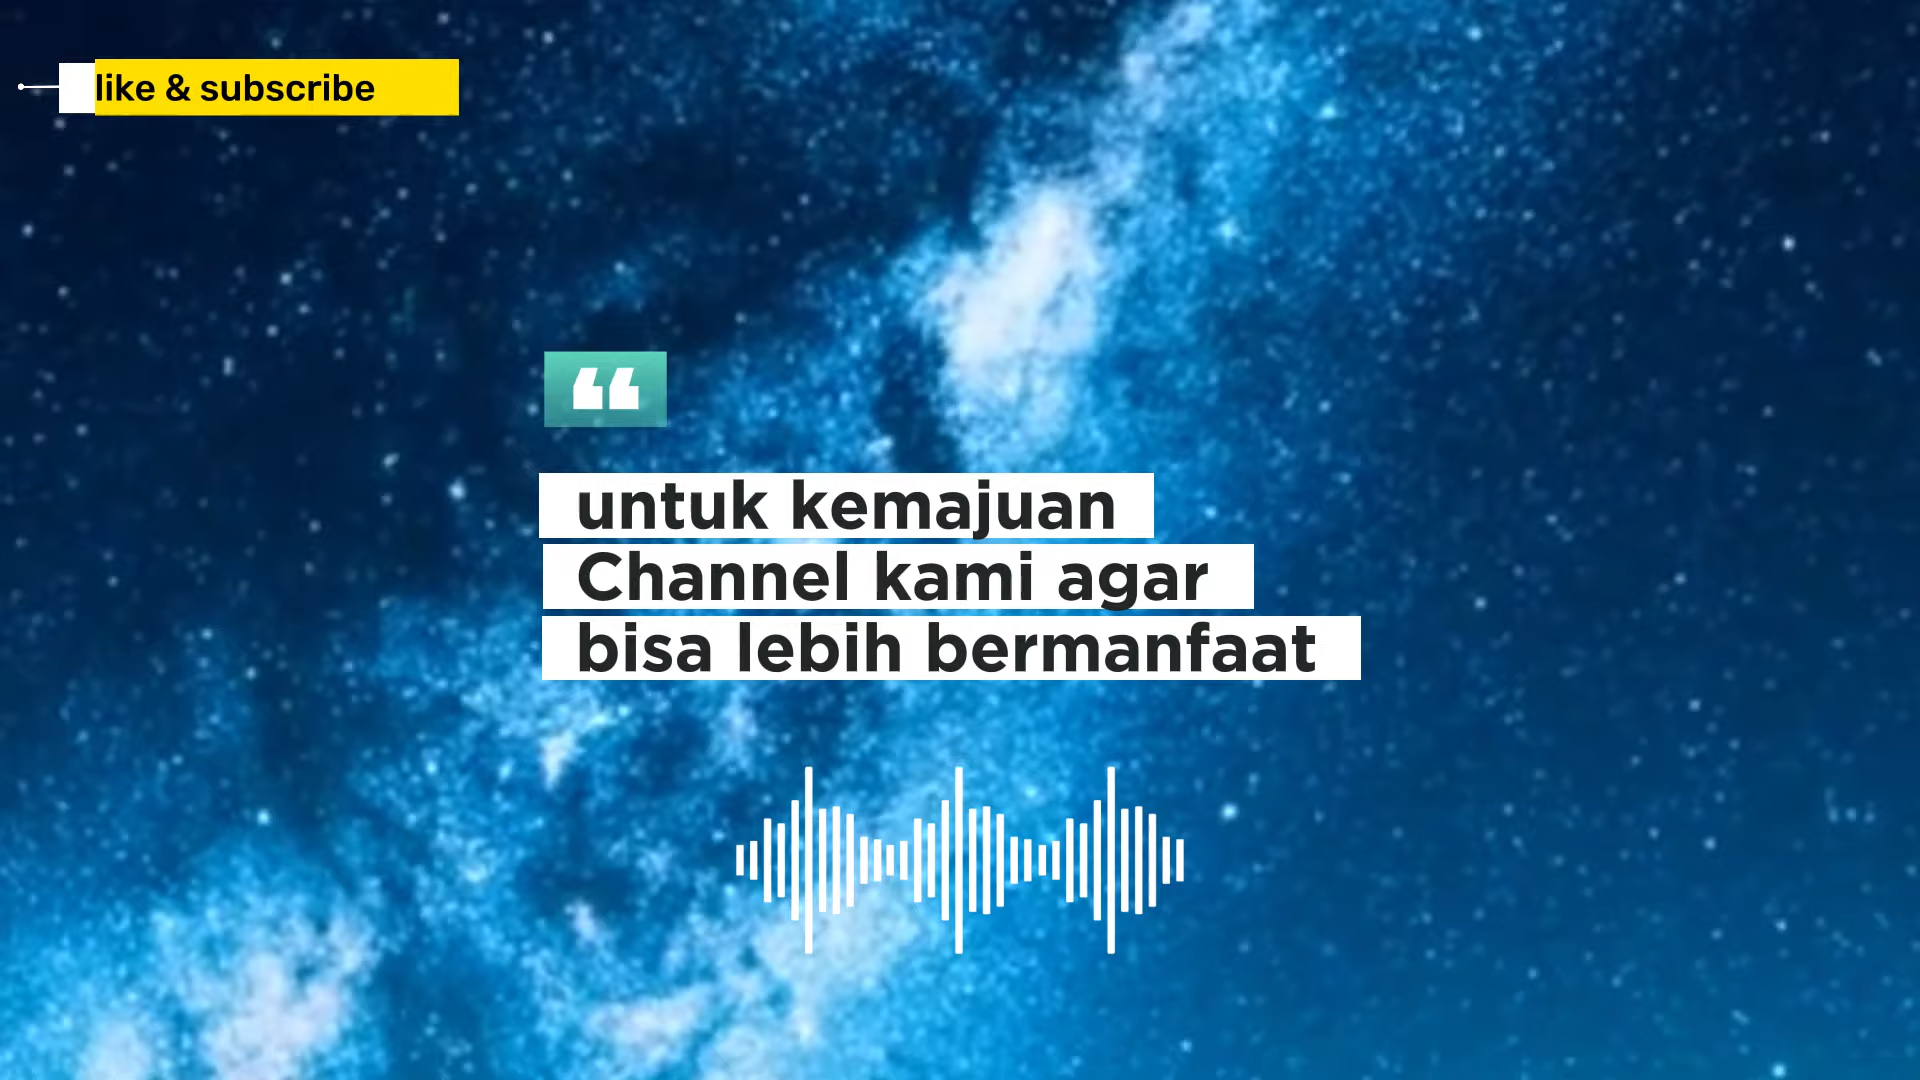 like & subscribe
❝
untuk kemajuan
Channel kami agar
bisa lebih bermanfaat